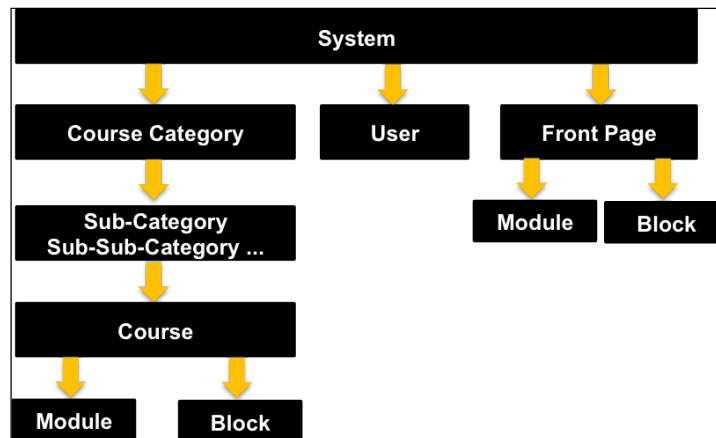 System
Course Category
User
Front Page
Sub-Category
Sub-Sub-Category ...
Module
Block
Course
Module
Block